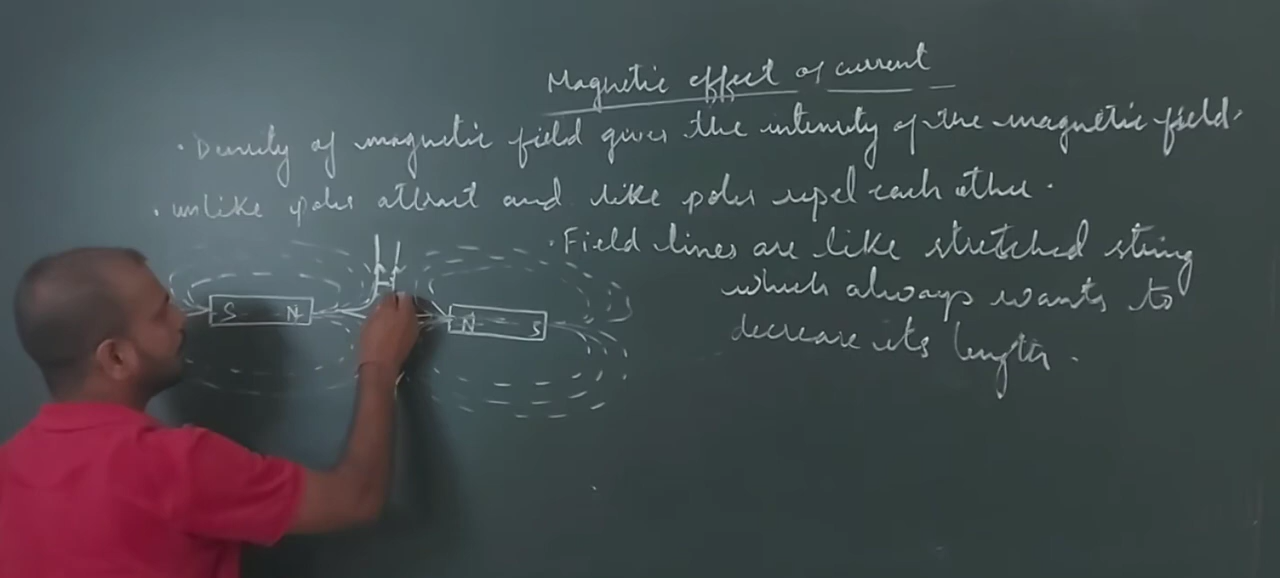 Magnetic effect of current
. Density of magnetic field gives the intensity of the magnetic field.
. unlike poles attract and like poles repel each other.
. Field lines are like stretched string
which always wants to
decrease its length.
S N N S